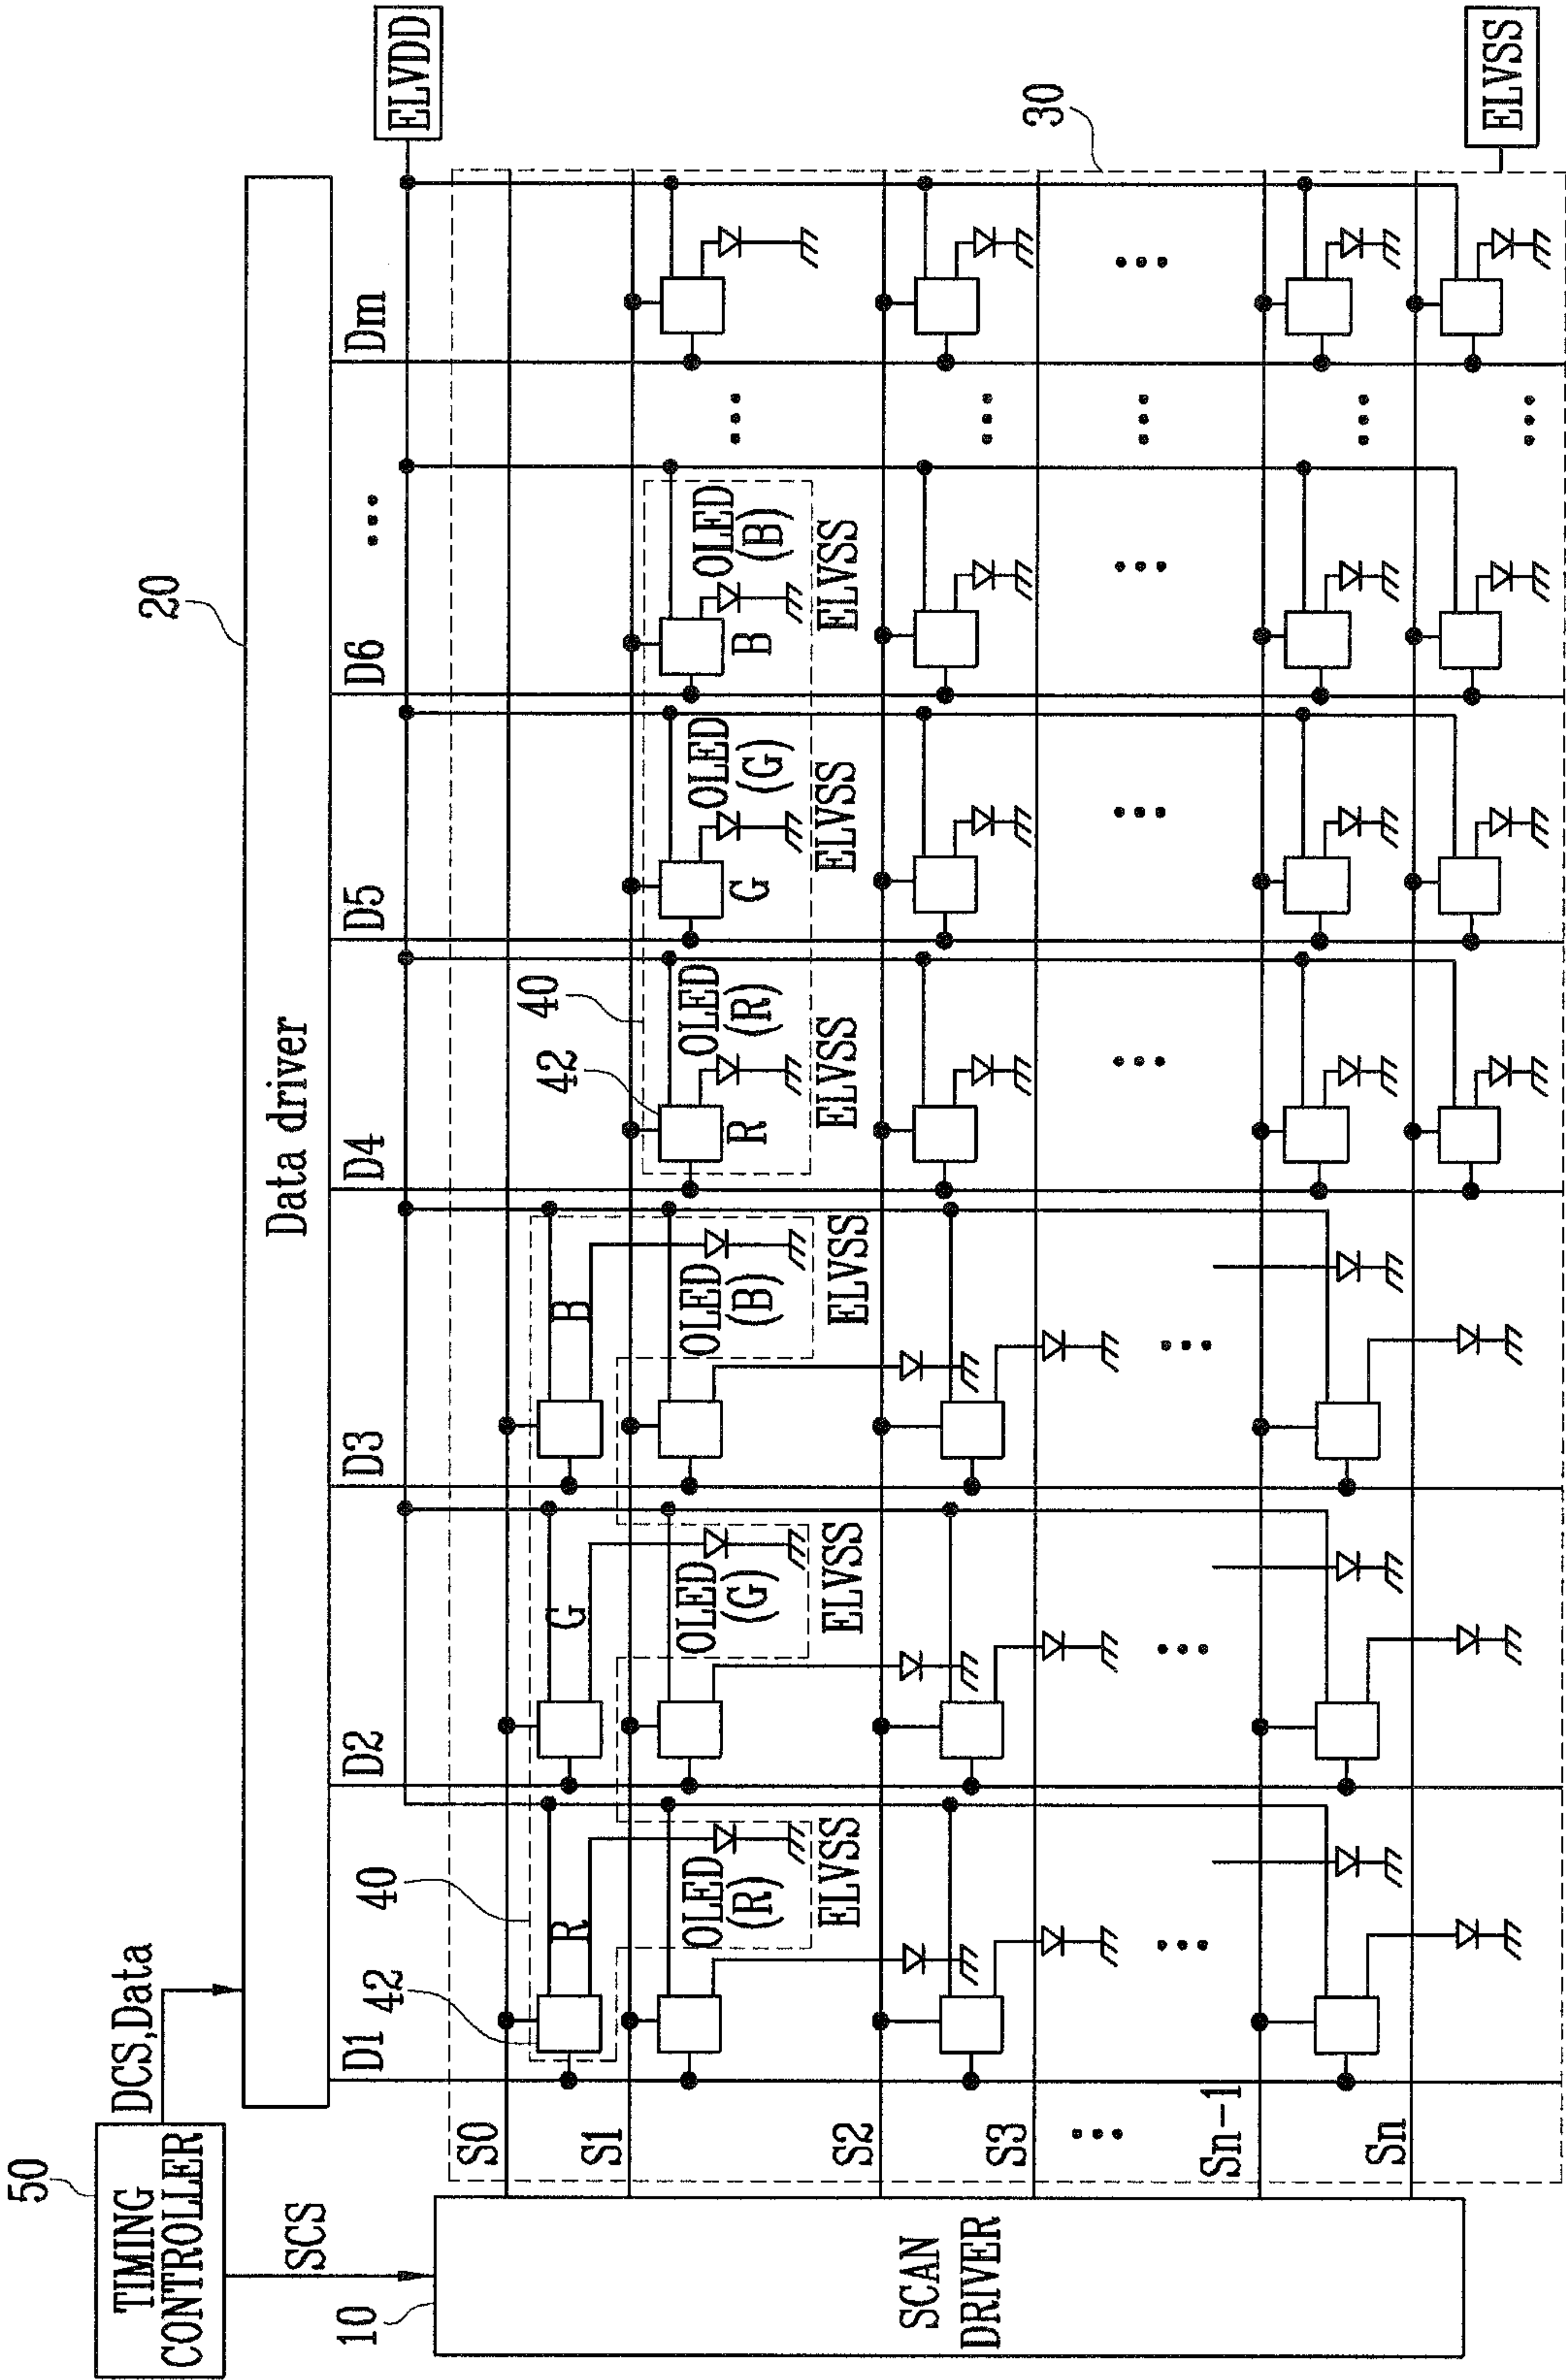 50
TIMING
CONTROLLER
DCS,Data
SCS
20
Data driver
ELVDD
D1
D2
D3
D4
D5
D6
...
Dm
10
SCAN
DRIVER
S0
S1
S2
S3
...
Sn-1
Sn
30
ELVSS
42
40
R
G
B
OLED
(R)
ELVSS
OLED
(G)
ELVSS
OLED
(B)
ELVSS
42
40
R
OLED
(R)
ELVSS
G
OLED
(G)
ELVSS
B
OLED
(B)
ELVSS